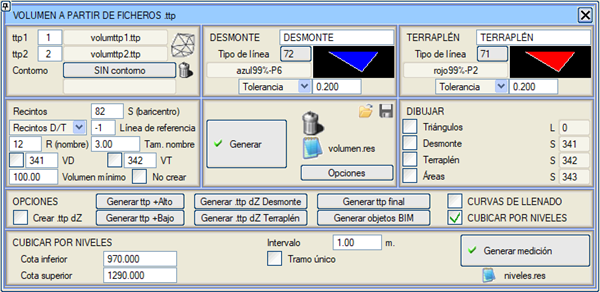 VOLUMEN A PARTIR DE FICHEROS .ttp
ttp1 1 volumttp1.ttp
ttp2 2 volumttp2.ttp
Contorno SIN contorno
DESMONTE DESMONTE
Tipo de línea 72
azul99%-P6
Tolerancia 0.200
TERRAPLÉN TERRAPLÉN
Tipo de línea 71
rojo99%-P2
Tolerancia 0.200
Recintos 82 S (baricentro)
Recintos D/T -1 Línea de referencia
12 R (nombre) 3.00 Tam. nombre
341 VD 342 VT
100.00 Volumen mínimo No crear
Generar
volumen.res
Opciones
DIBUJAR
Triángulos L 0
Desmonte S 341
Terraplén S 342
Áreas S 343
OPCIONES Generar ttp +Alto Generar .ttp dZ Desmonte Generar ttp final CURVAS DE LLENADO
Crear .ttp dZ Generar ttp +Bajo Generar .ttp dZ Terraplén Generar objetos BIM CUBICAR POR NIVELES
CUBICAR POR NIVELES
Cota inferior 970.000
Cota superior 1290.000
Intervalo 1.00 m.
Tramo único
Generar medición
niveles.res